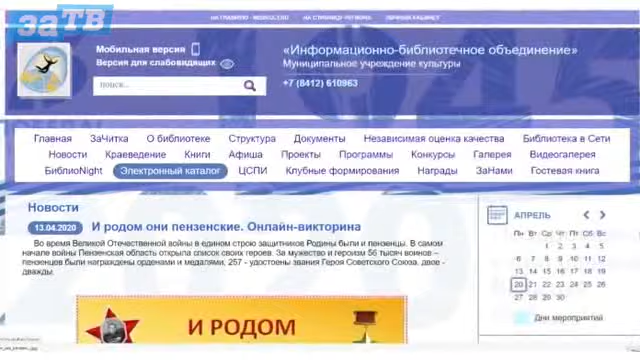 заТВ
НА ГЛАВНУЮ
НА СТРАНИЦУ РЕГИОНА
ЛИЧНЫЙ КАБИНЕТ
Мобильная версия
Версия для слабовидящих
поиск...
«Информационно-библиотечное объединение»
Муниципальное учреждение культуры
+7 (8412) 610963
Главная ЗаЧитка О библиотеке Структура Документы Независимая оценка качества Библиотека в Сети
Новости Краеведение Книги Афиша Проекты Программы Конкурсы Галерея Видеогалерея
БиблиоNight Электронный каталог ЦСПИ Клубные формирования Награды ЗаНами Гостевая книга
Новости
13.04.2020 И родом они пензенские. Онлайн-викторина
Во время Великой Отечественной войны в едином строю защитников Родины были и пензенцы. В самом
начале войны Пензенская область открыла список своих героев. За мужество и героизм 56 тысяч воинов –
пензенцев были награждены орденами и медалями, 257 - удостоены звания Героя Советского Союза, двое -
дважды.
И РОДОМ
АПРЕЛЬ
Пн Вт Ср Чт Пт Сб Вс
1 2 3 4 5
6 7 8 9 10 11 12
13 14 15 16 17 18 19
20 21 22 23 24 25 26
27 28 29 30
Дни мероприятий